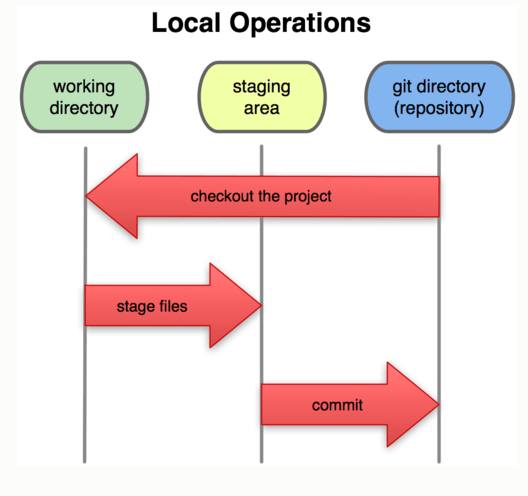 Local Operations
working
directory
staging
area
git directory
(repository)
checkout the project
stage files
commit